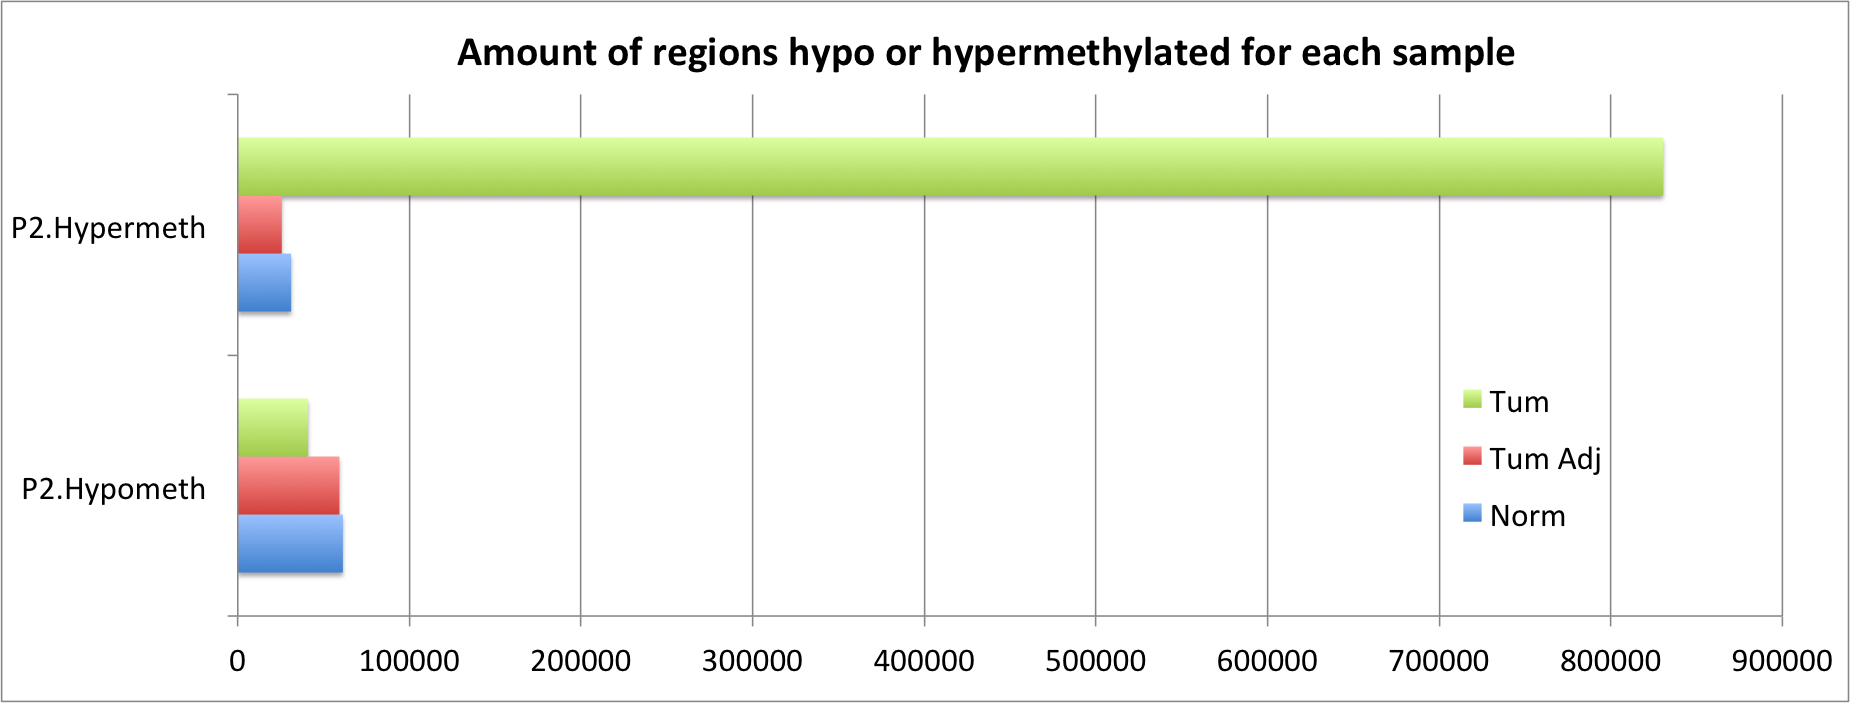 Amount of regions hypo or hypermethylated for each sample
P2.Hypermeth
P2.Hypometh
Tum
Tum Adj
Norm
0 100000 200000 300000 400000 500000 600000 700000 800000 900000